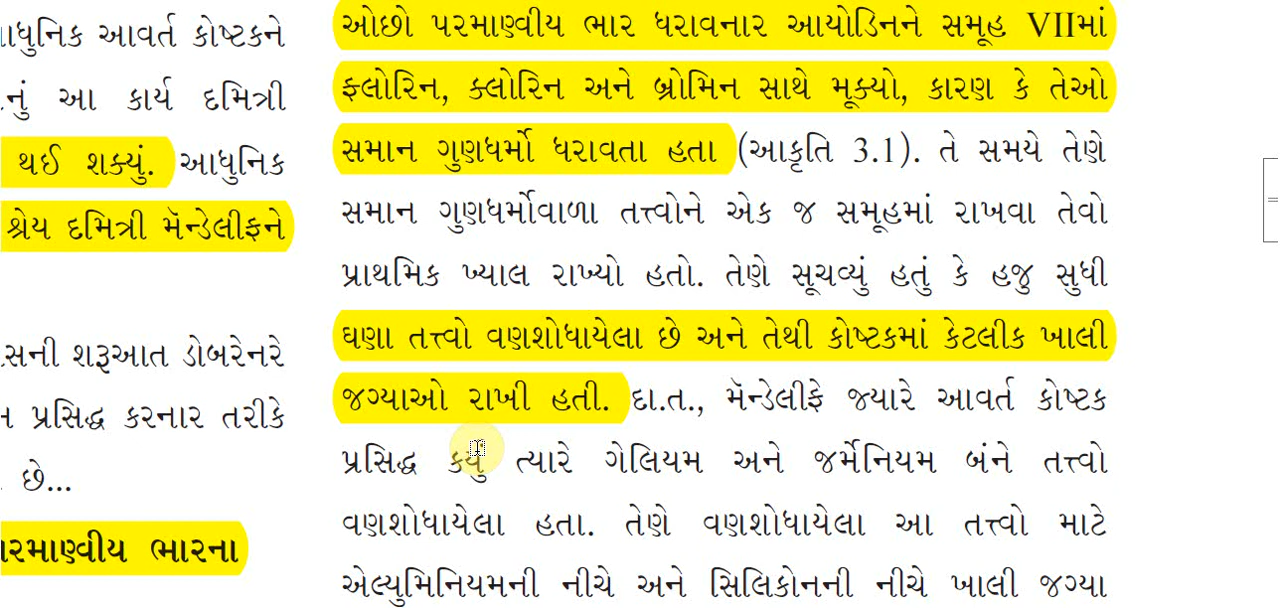 આધુનિક આવર્ત કોષ્ટકને
આ કાર્ય દમિત્રી
થઈ શક્યું. આધુનિક
શ્રેય દમિત્રી મૅન્ડેલીફને
શરૂઆત ડોબરેનરે
પ્રસિદ્ધ કરનાર તરીકે
છે...
ભારના
ઓછો પરમાણ્વીય ભાર ધરાવનાર આયોડિનને સમૂહ VIIમાં
ફ્લોરિન, ક્લોરિન અને બ્રોમિન સાથે મૂક્યો, કારણ કે તેઓ
સમાન ગુણધર્મો ધરાવતા હતા (આકૃતિ 3.1). તે સમયે તેણે
સમાન ગુણધર્મોવાળા તત્ત્વોને એક જ સમૂહમાં રાખવા તેવો
પ્રાથમિક ખ્યાલ રાખ્યો હતો. તેણે સૂચવ્યું હતું કે હજુ સુધી
ઘણા તત્ત્વો વણશોધાયેલા છે અને તેથી કોષ્ટકમાં કેટલીક ખાલી
જગ્યાઓ રાખી હતી. દા.ત., મૅન્ડેલીફે જ્યારે આવર્ત કોષ્ટક
પ્રસિદ્ધ કર્યું ત્યારે ગેલિયમ અને જર્મેનિયમ બંને તત્ત્વો
વણશોધાયેલા હતા. તેણે વણશોધાયેલા આ તત્ત્વો માટે
એલ્યુમિનિયમની નીચે અને સિલિકોનની નીચે ખાલી જગ્યા